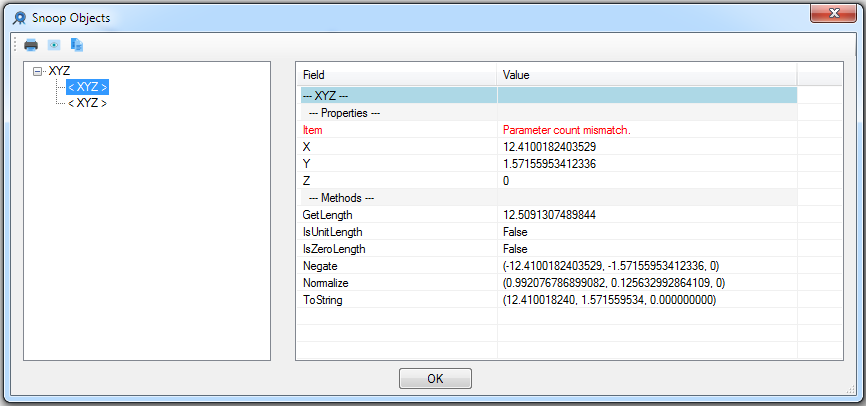 Snoop Objects
XYZ
< XYZ >
< XYZ >
Field Value
--- XYZ ---
--- Properties ---
Item Parameter count mismatch.
X 12.4100182403529
Y 1.57155953412336
Z 0
--- Methods ---
GetLength 12.5091307489844
IsUnitLength False
IsZeroLength False
Negate (-12.4100182403529, -1.57155953412336, 0)
Normalize (0.992076786899082, 0.125632992864109, 0)
ToString (12.410018240, 1.571559534, 0.000000000)
OK